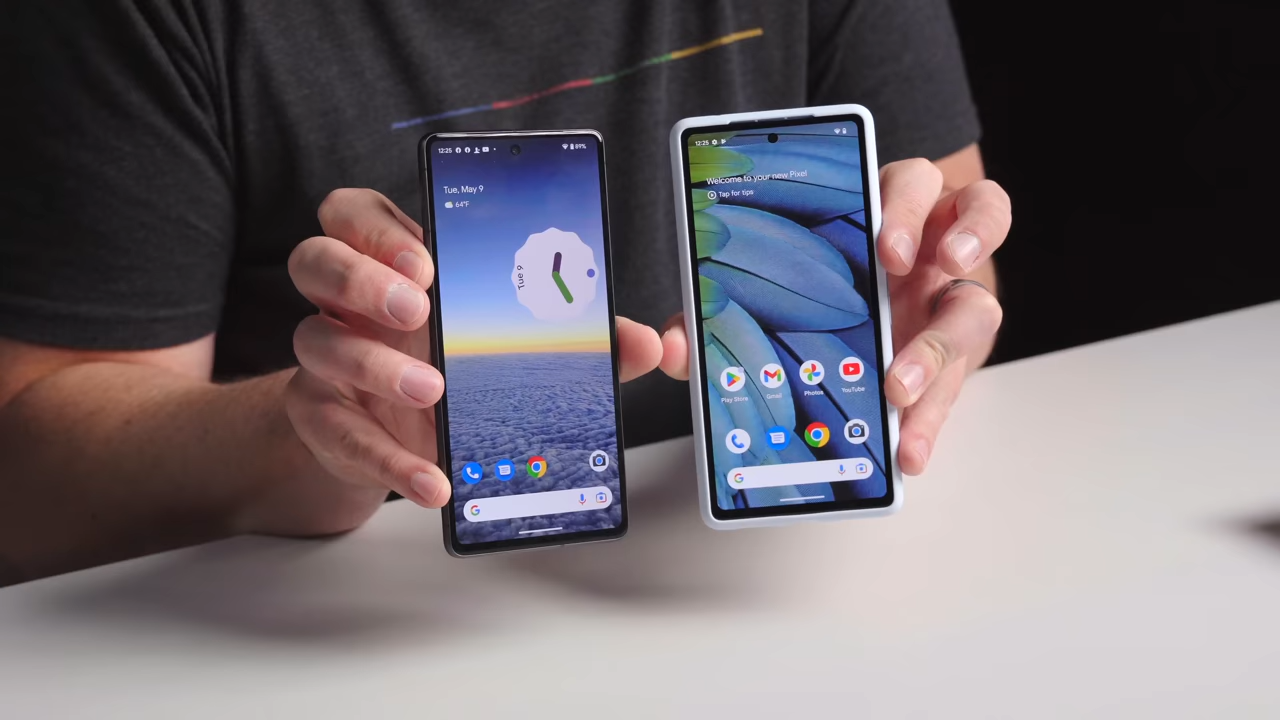 12:25
89%
Tue, May 9
64°F
Tue 9
12:25
Welcome to your new Pixel
Tap for tips
Play Store
Gmail
Photos
YouTube